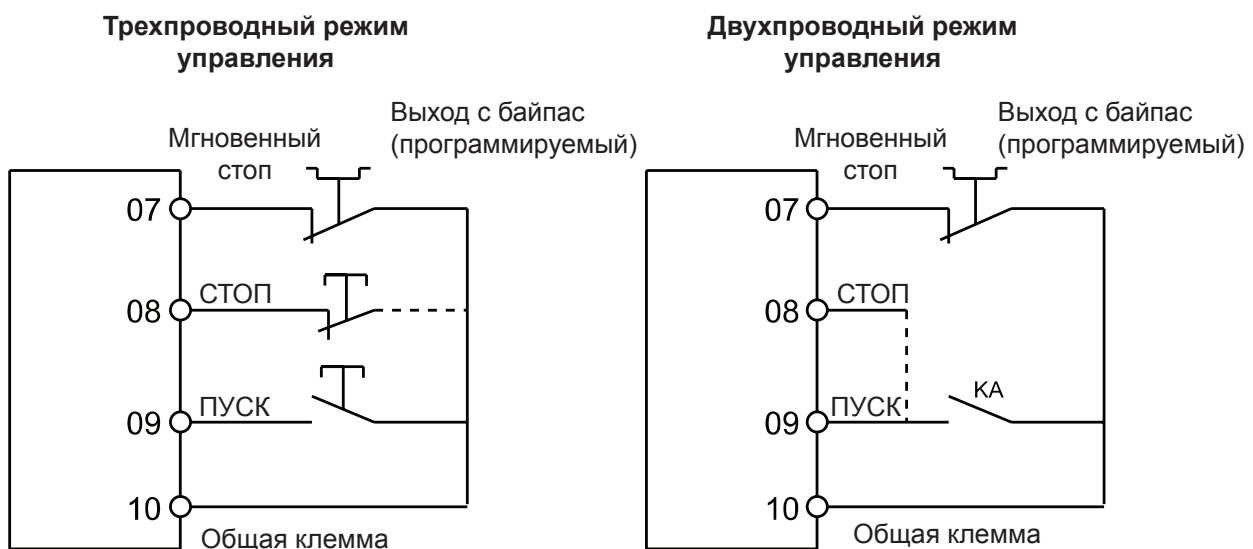 Трехпроводный режим
управления
Мгновенный
стоп
Выход с байпас
(программируемый)
07
08
СТОП
09
ПУСК
10
Общая клемма
Двухпроводный режим
управления
Мгновенный
стоп
Выход с байпас
(программируемый)
07
08
СТОП
09
ПУСК
KA
10
Общая клемма